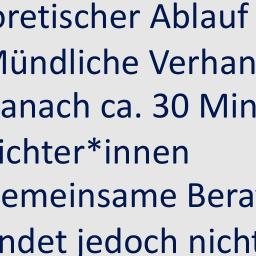 oretischer Ablauf
Mündliche Verhan
anach ca. 30 Min
ichter*innen
emeinsame Bera
ndet jedoch nicht